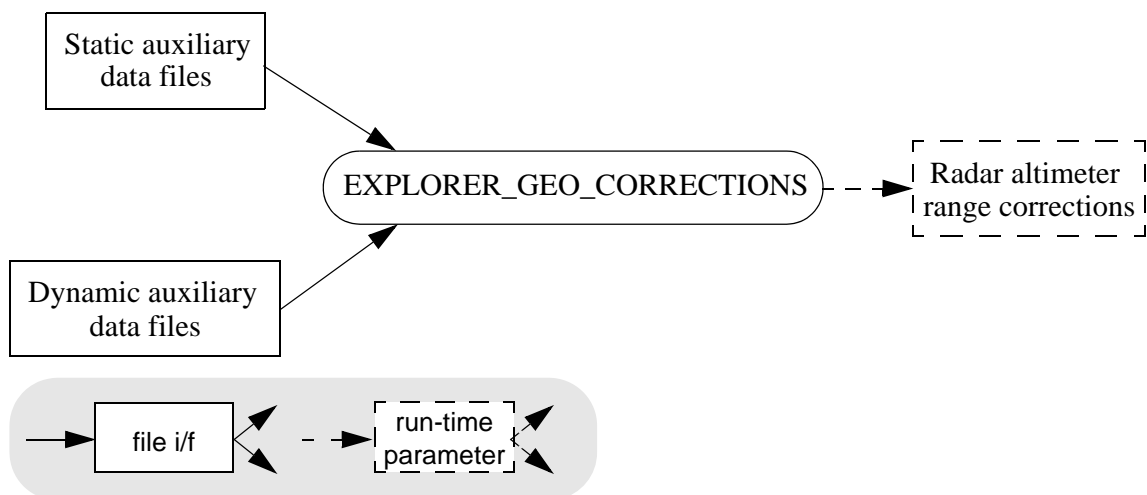 Static auxiliary
data files
EXPLORER_GEO_CORRECTIONS
Radar altimeter
range corrections
Dynamic auxiliary
data files
file i/f
run-time
parameter